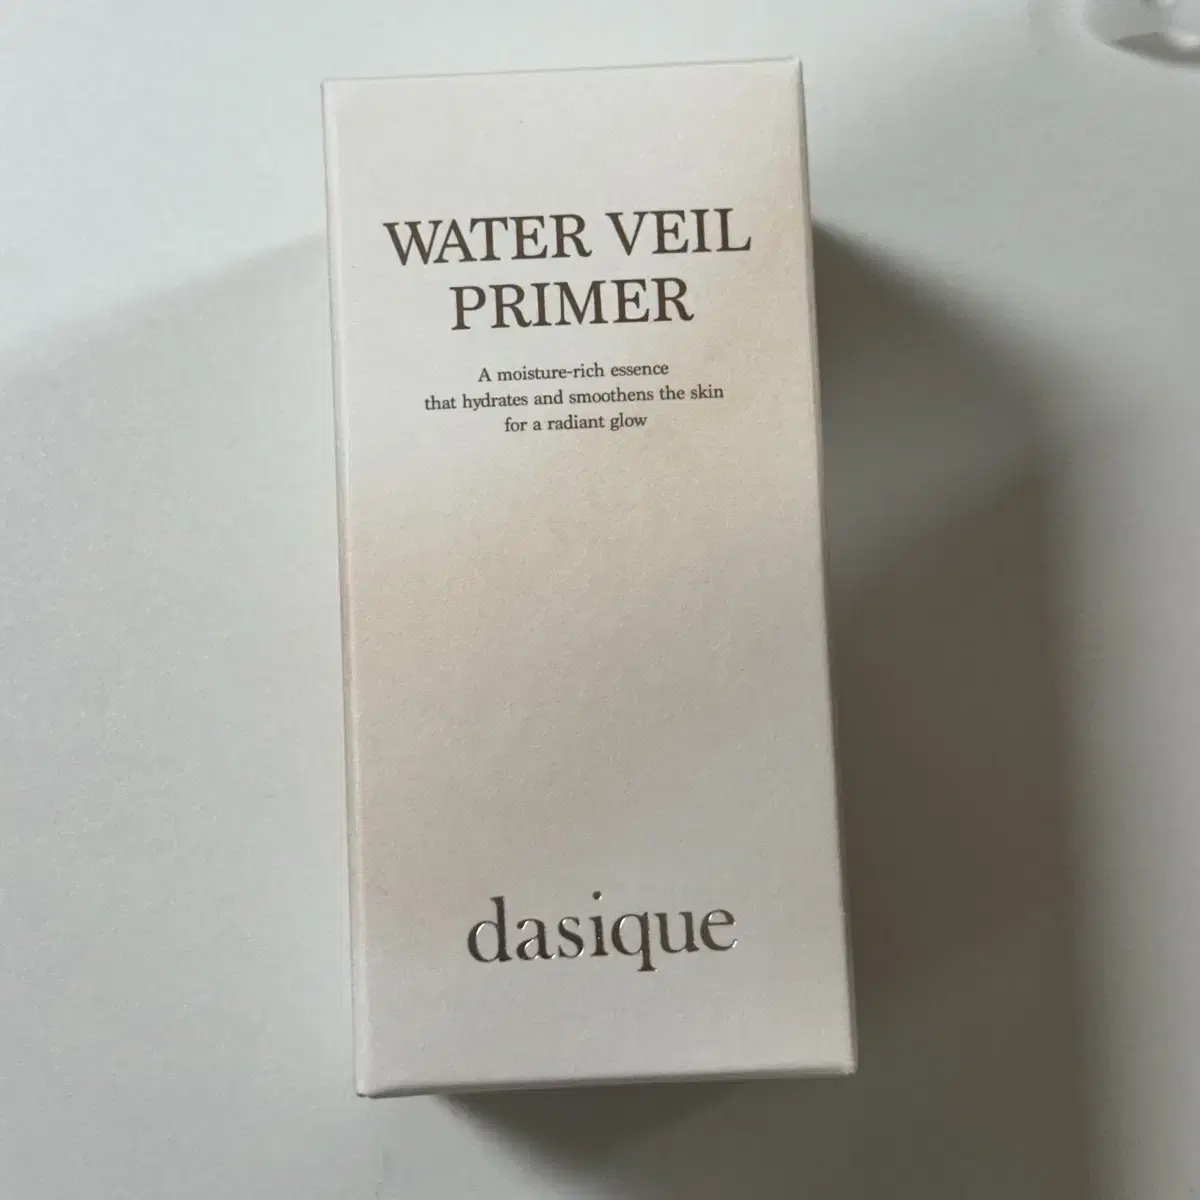 WATER VEIL
PRIMER
A moisture-rich essence
that hydrates and smoothens the skin
for a radiant glow
dasique